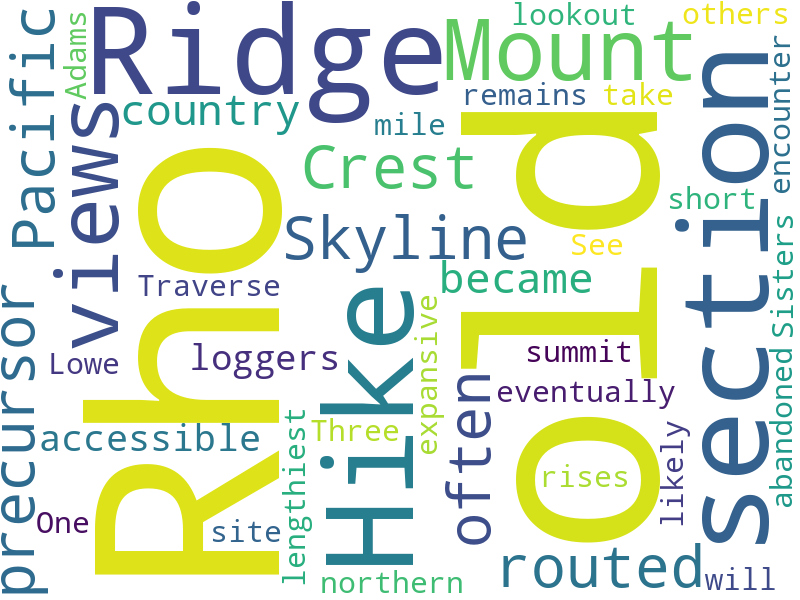 lookout
others
Ridge
Mount
Adams
Pacific
country
remains
take
mile
views
Crest
encounter
section
short
Rho
old
Skyline
See
Traverse
became
Sisters
precursor
Hike
expansive
Lowe
loggers
summit
often
eventually
accessible
Three
lengthiest
likely
abandoned
rises
One
site
northern
routed
will